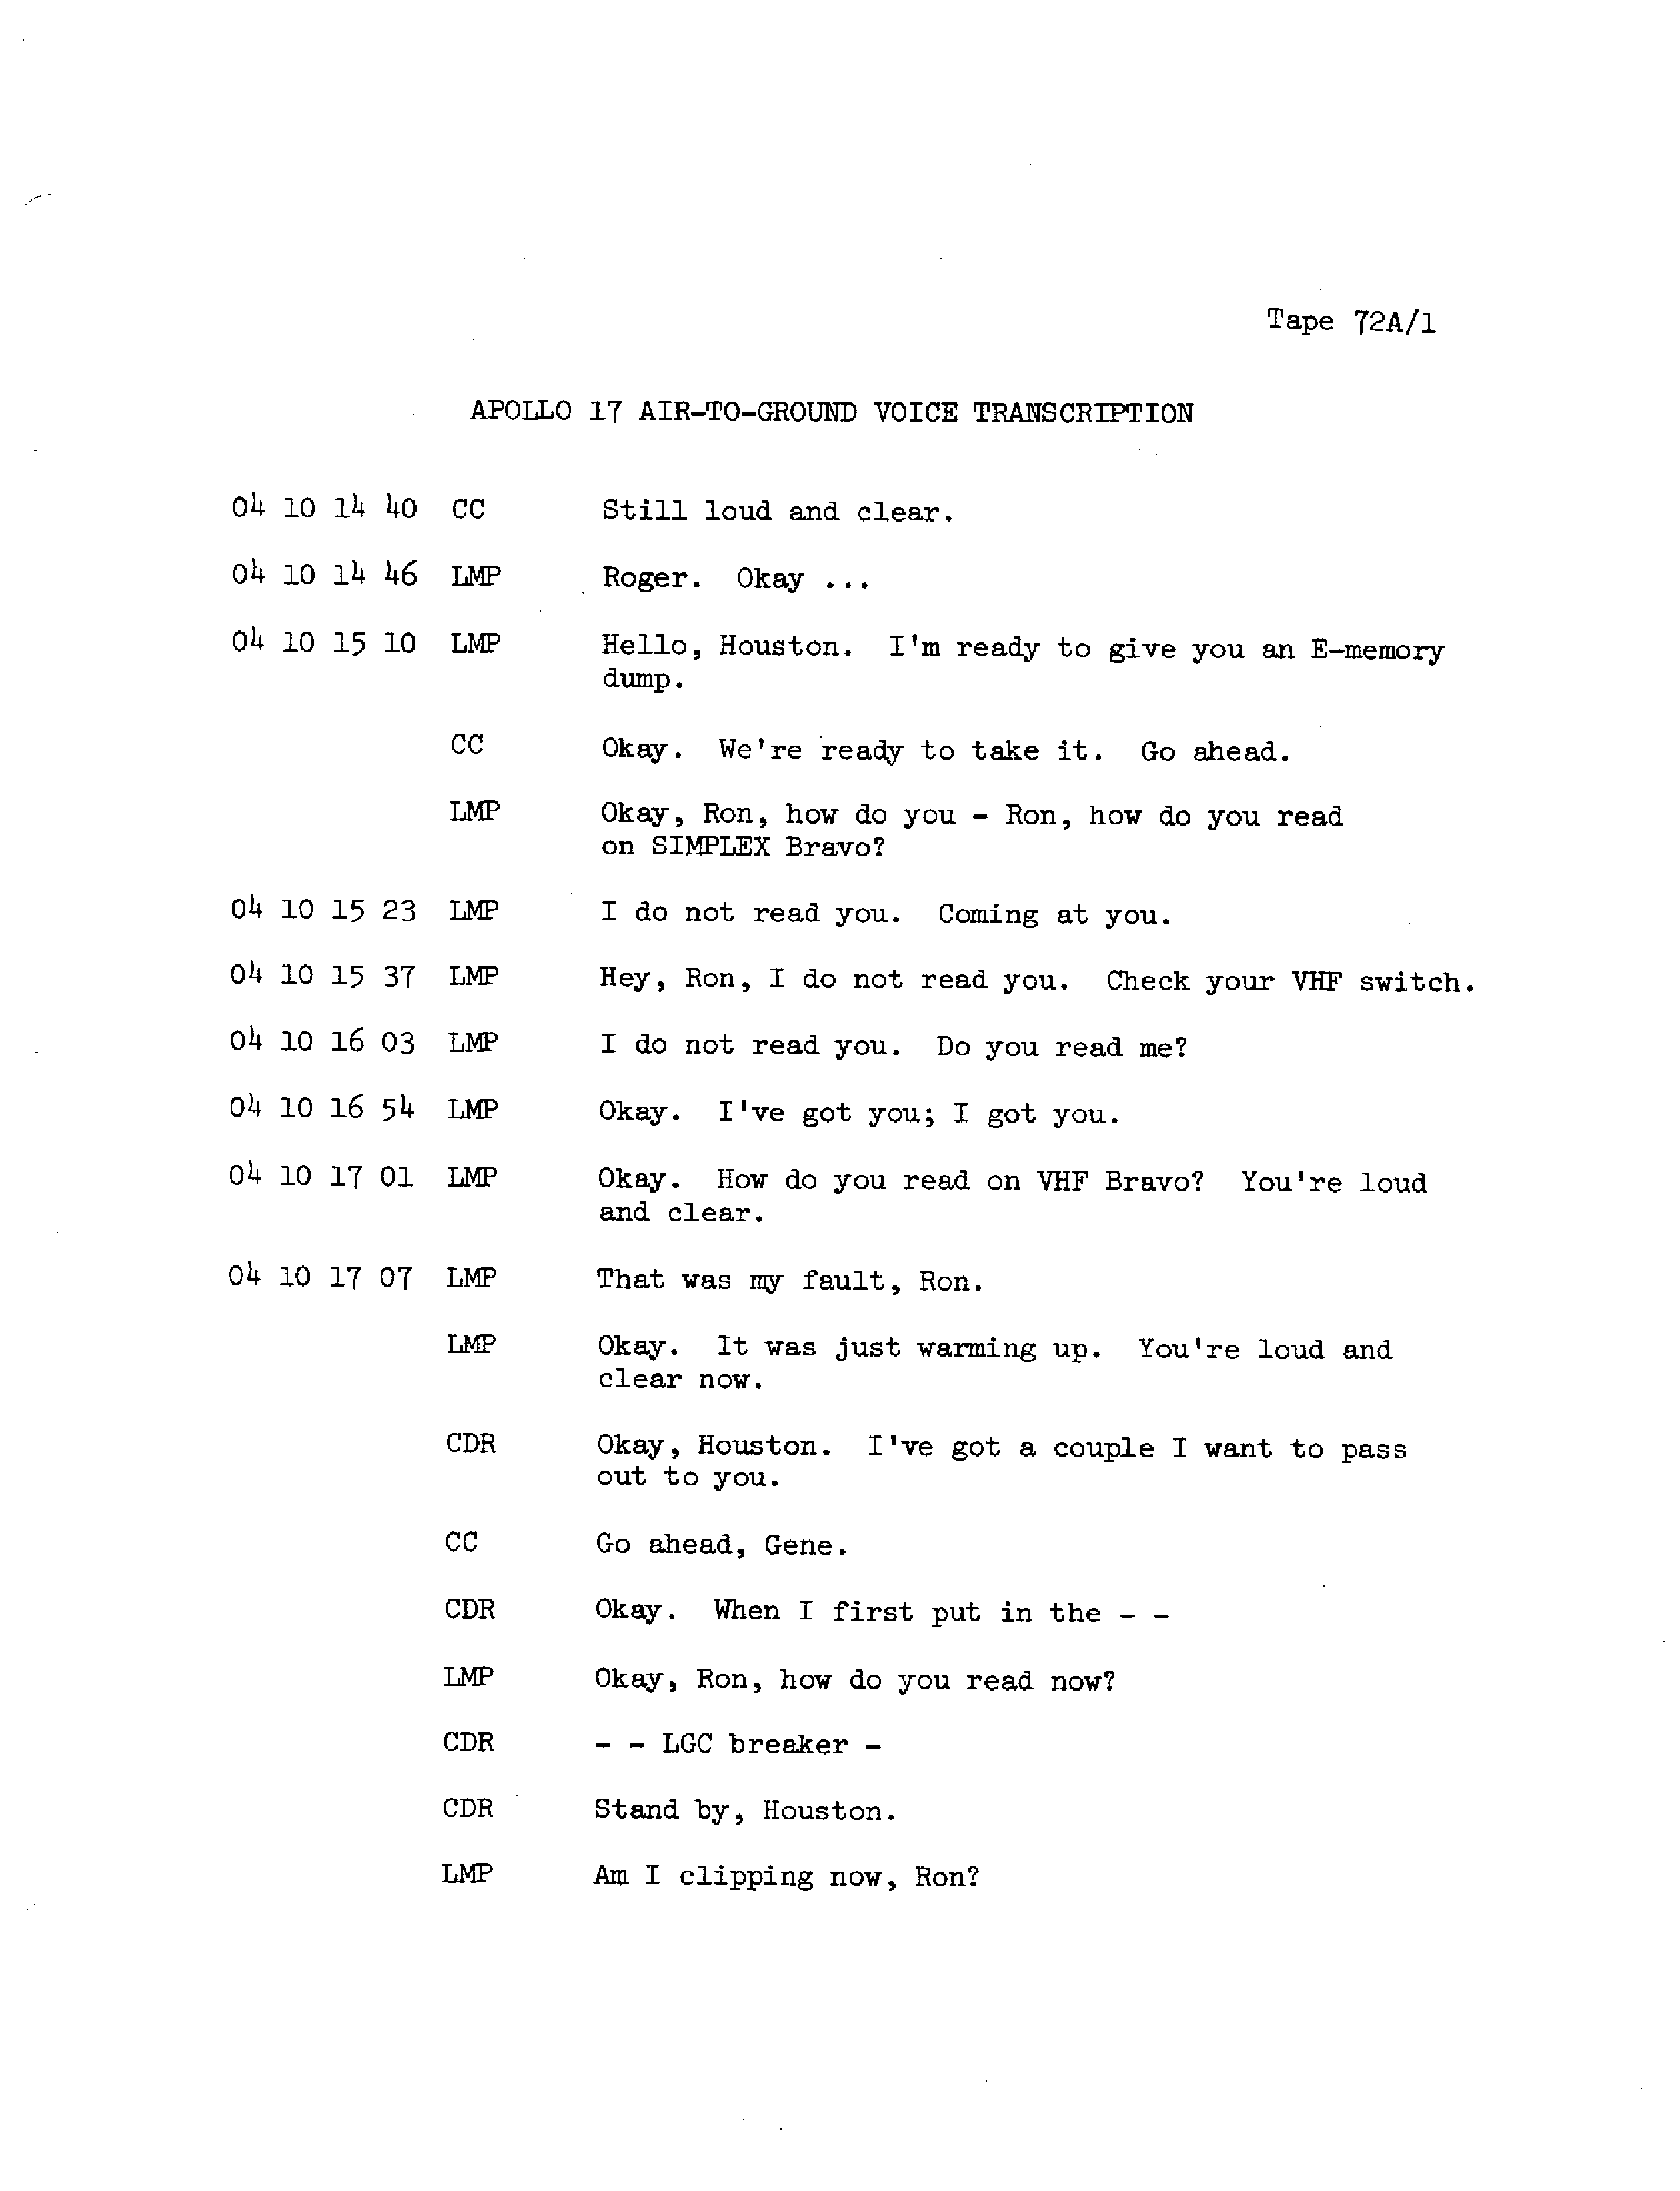 Tape 72A/1
APOLLO 17 AIR-TO-GROUND VOICE TRANSCRIPTION
04 10 14 40 CC Still loud and clear.
04 10 14 46 LMP Roger. Okay ...
04 10 15 10 LMP Hello, Houston. I'm ready to give you an E-memory
dump.
CC Okay. We're ready to take it. Go ahead.
LMP Okay, Ron, how do you - Ron, how do you read
on SIMPLEX Bravo?
04 10 15 23 LMP I do not read you. Coming at you.
04 10 15 37 LMP Hey, Ron, I do not read you. Check your VHF switch.
04 10 16 03 LMP I do not read you. Do you read me?
04 10 16 54 LMP Okay. I've got you; I got you.
04 10 17 01 LMP Okay. How do you read on VHF Bravo? You're loud
and clear.
04 10 17 07 LMP That was my fault, Ron.
LMP Okay. It was just warming up. You're loud and
clear now.
CDR Okay, Houston. I've got a couple I want to pass
out to you.
CC Go ahead, Gene.
CDR Okay. When I first put in the - -
LMP Okay, Ron, how do you read now?
CDR - - LGC breaker -
CDR Stand by, Houston.
LMP Am I clipping now, Ron?